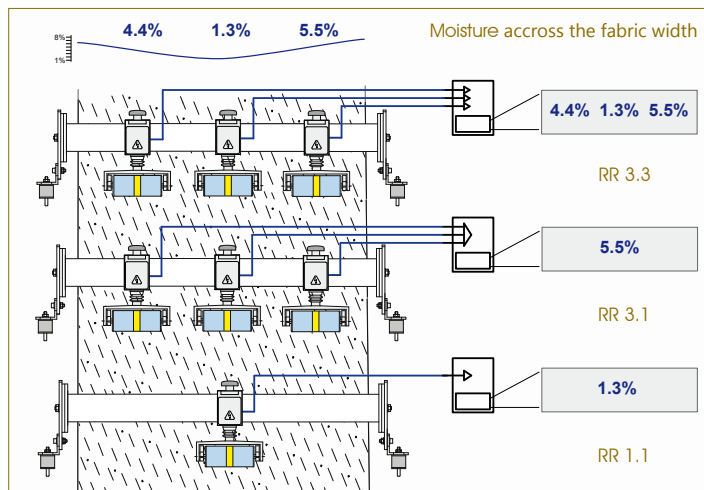 4.4% 1.3% 5.5%
Moisture accross the fabric width
8%
1%
4.4% 1.3% 5.5%
RR 3.3
5.5%
RR 3.1
1.3%
RR 1.1